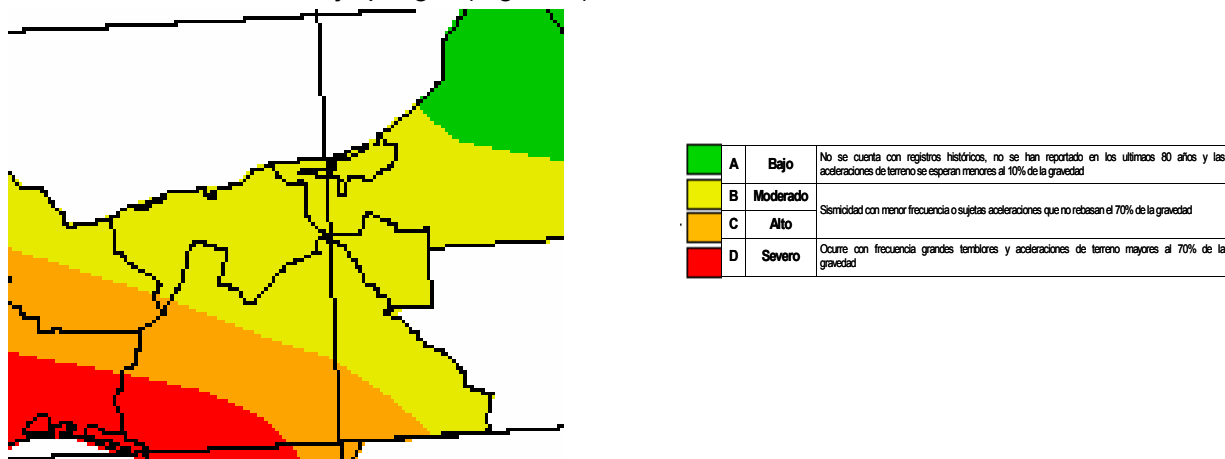 A Bajo No se cuenta con registros históricos, no se han reportado en los ultimaos 80 años y las
aceleraciones de terreno se esperan menores al 10% de la gravedad
B Moderado
Sismicidad con menor frecuencia o sujetas aceleraciones que no rebasan el 70% de la gravedad
C Alto
D Severo Ocurre con frecuencia grandes temblores y aceleraciones de terreno mayores al 70% de la
gravedad